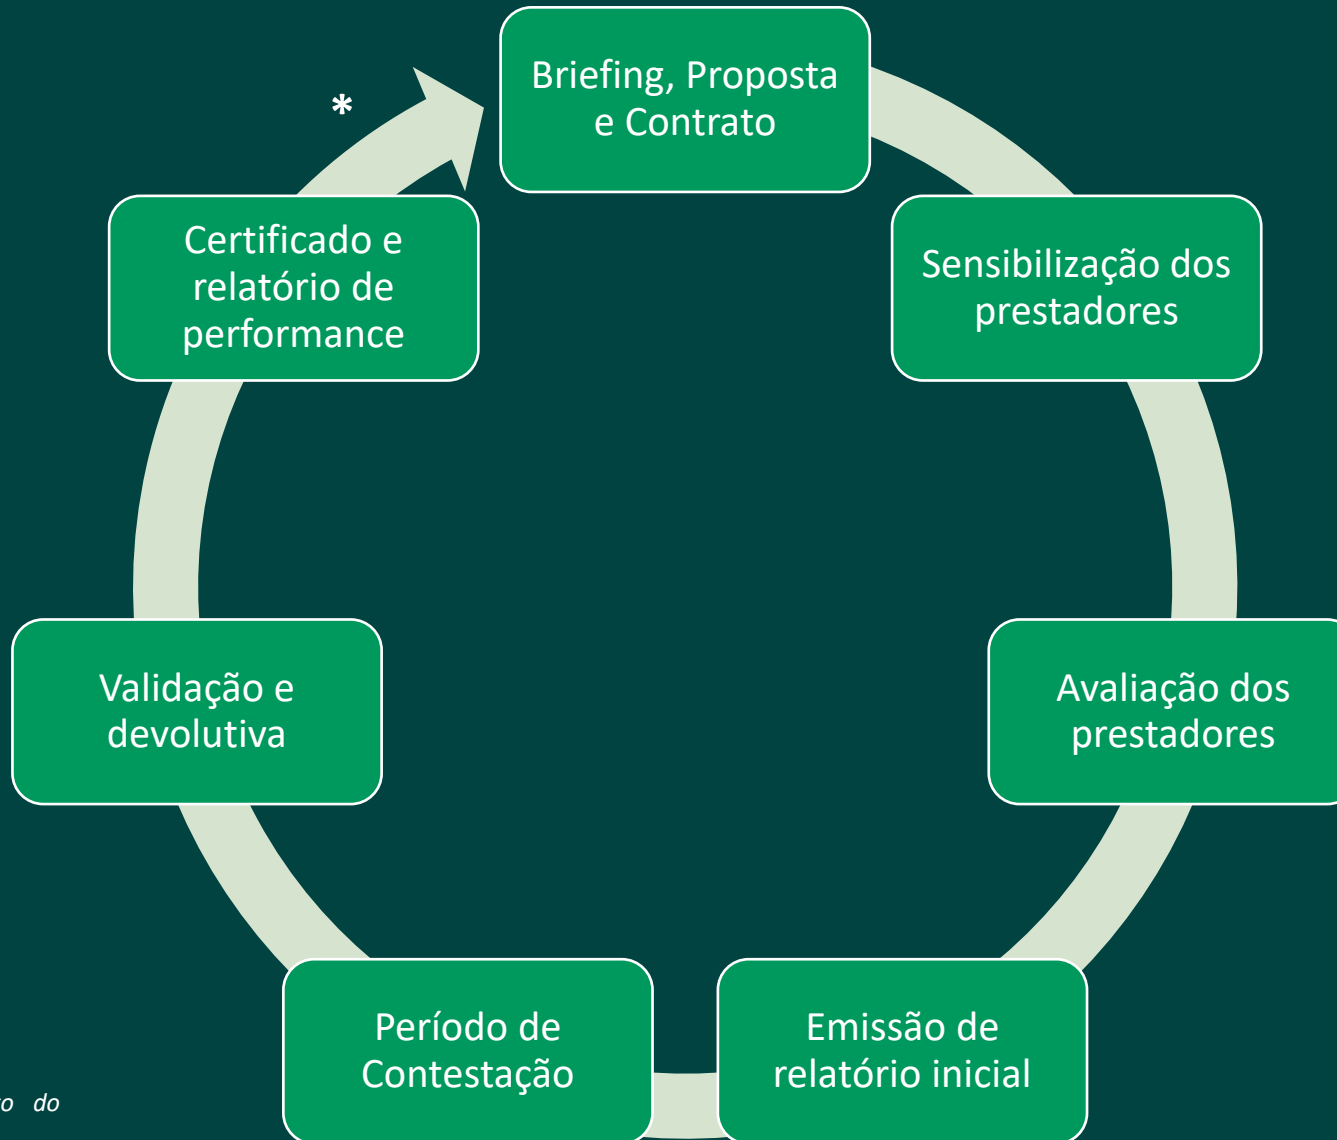 Briefing, Proposta
e Contrato
*
Sensibilização dos
prestadores
Certificado e
relatório de
performance
Avaliação dos
prestadores
Validação e
devolutiva
Emissão de
relatório inicial
Período de
Contestação
do